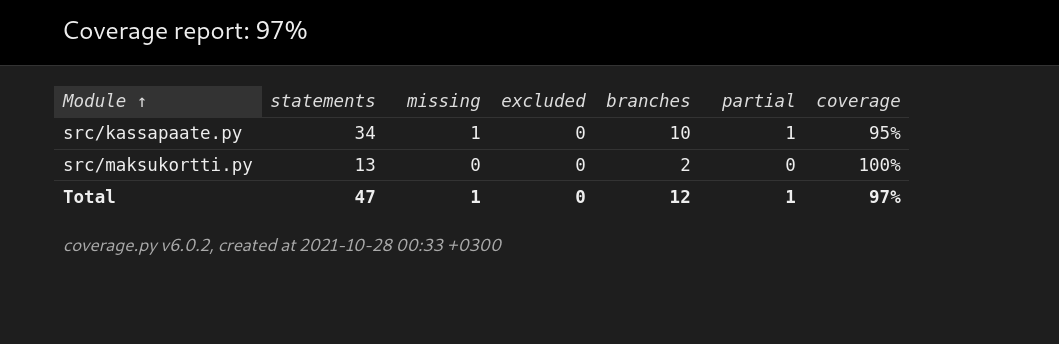 Coverage report: 97%
Module ↑ statements missing excluded branches partial coverage
src/kassapaate.py 34 1 0 10 1 95%
src/maksukortti.py 13 0 0 2 0 100%
Total 47 1 0 12 1 97%
coverage.py v6.0.2, created at 2021-10-28 00:33 +0300